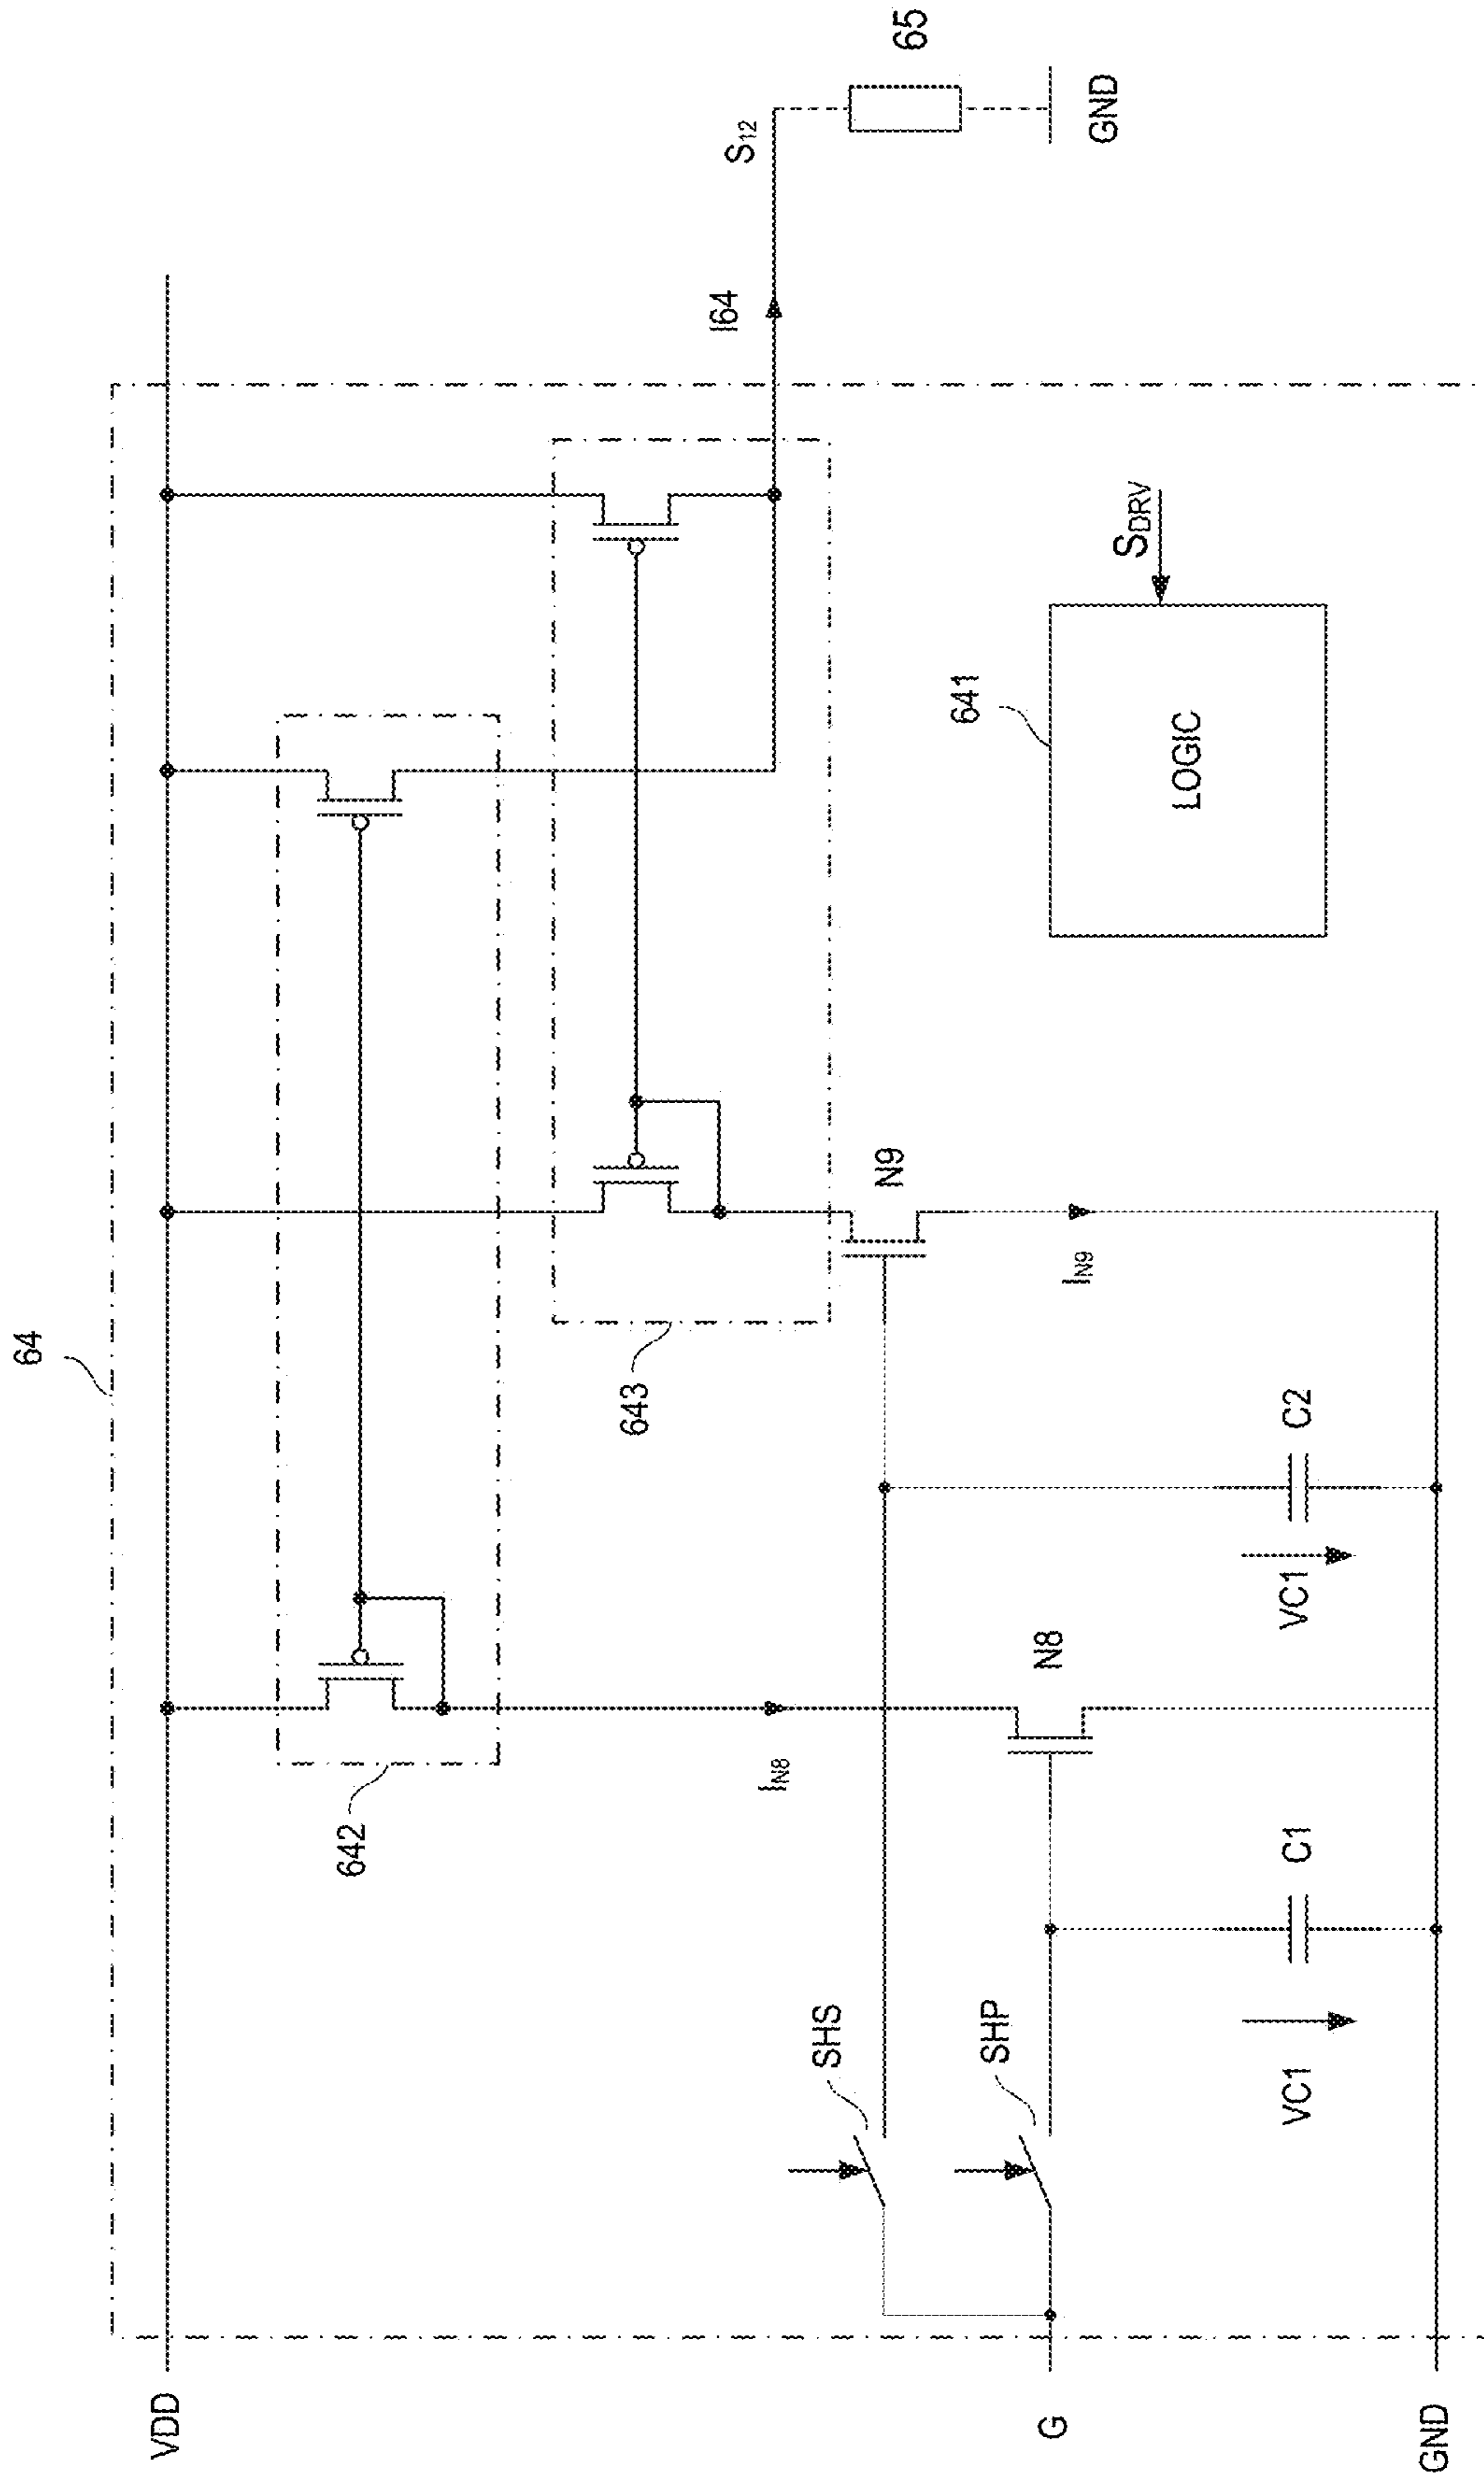 64
VDD
642
643
I64
S12
65
GND
IN8
N9
IN9
SHS
SHP
N8
VC1
C1
VC1
C2
641
LOGIC
SDRV
G
GND